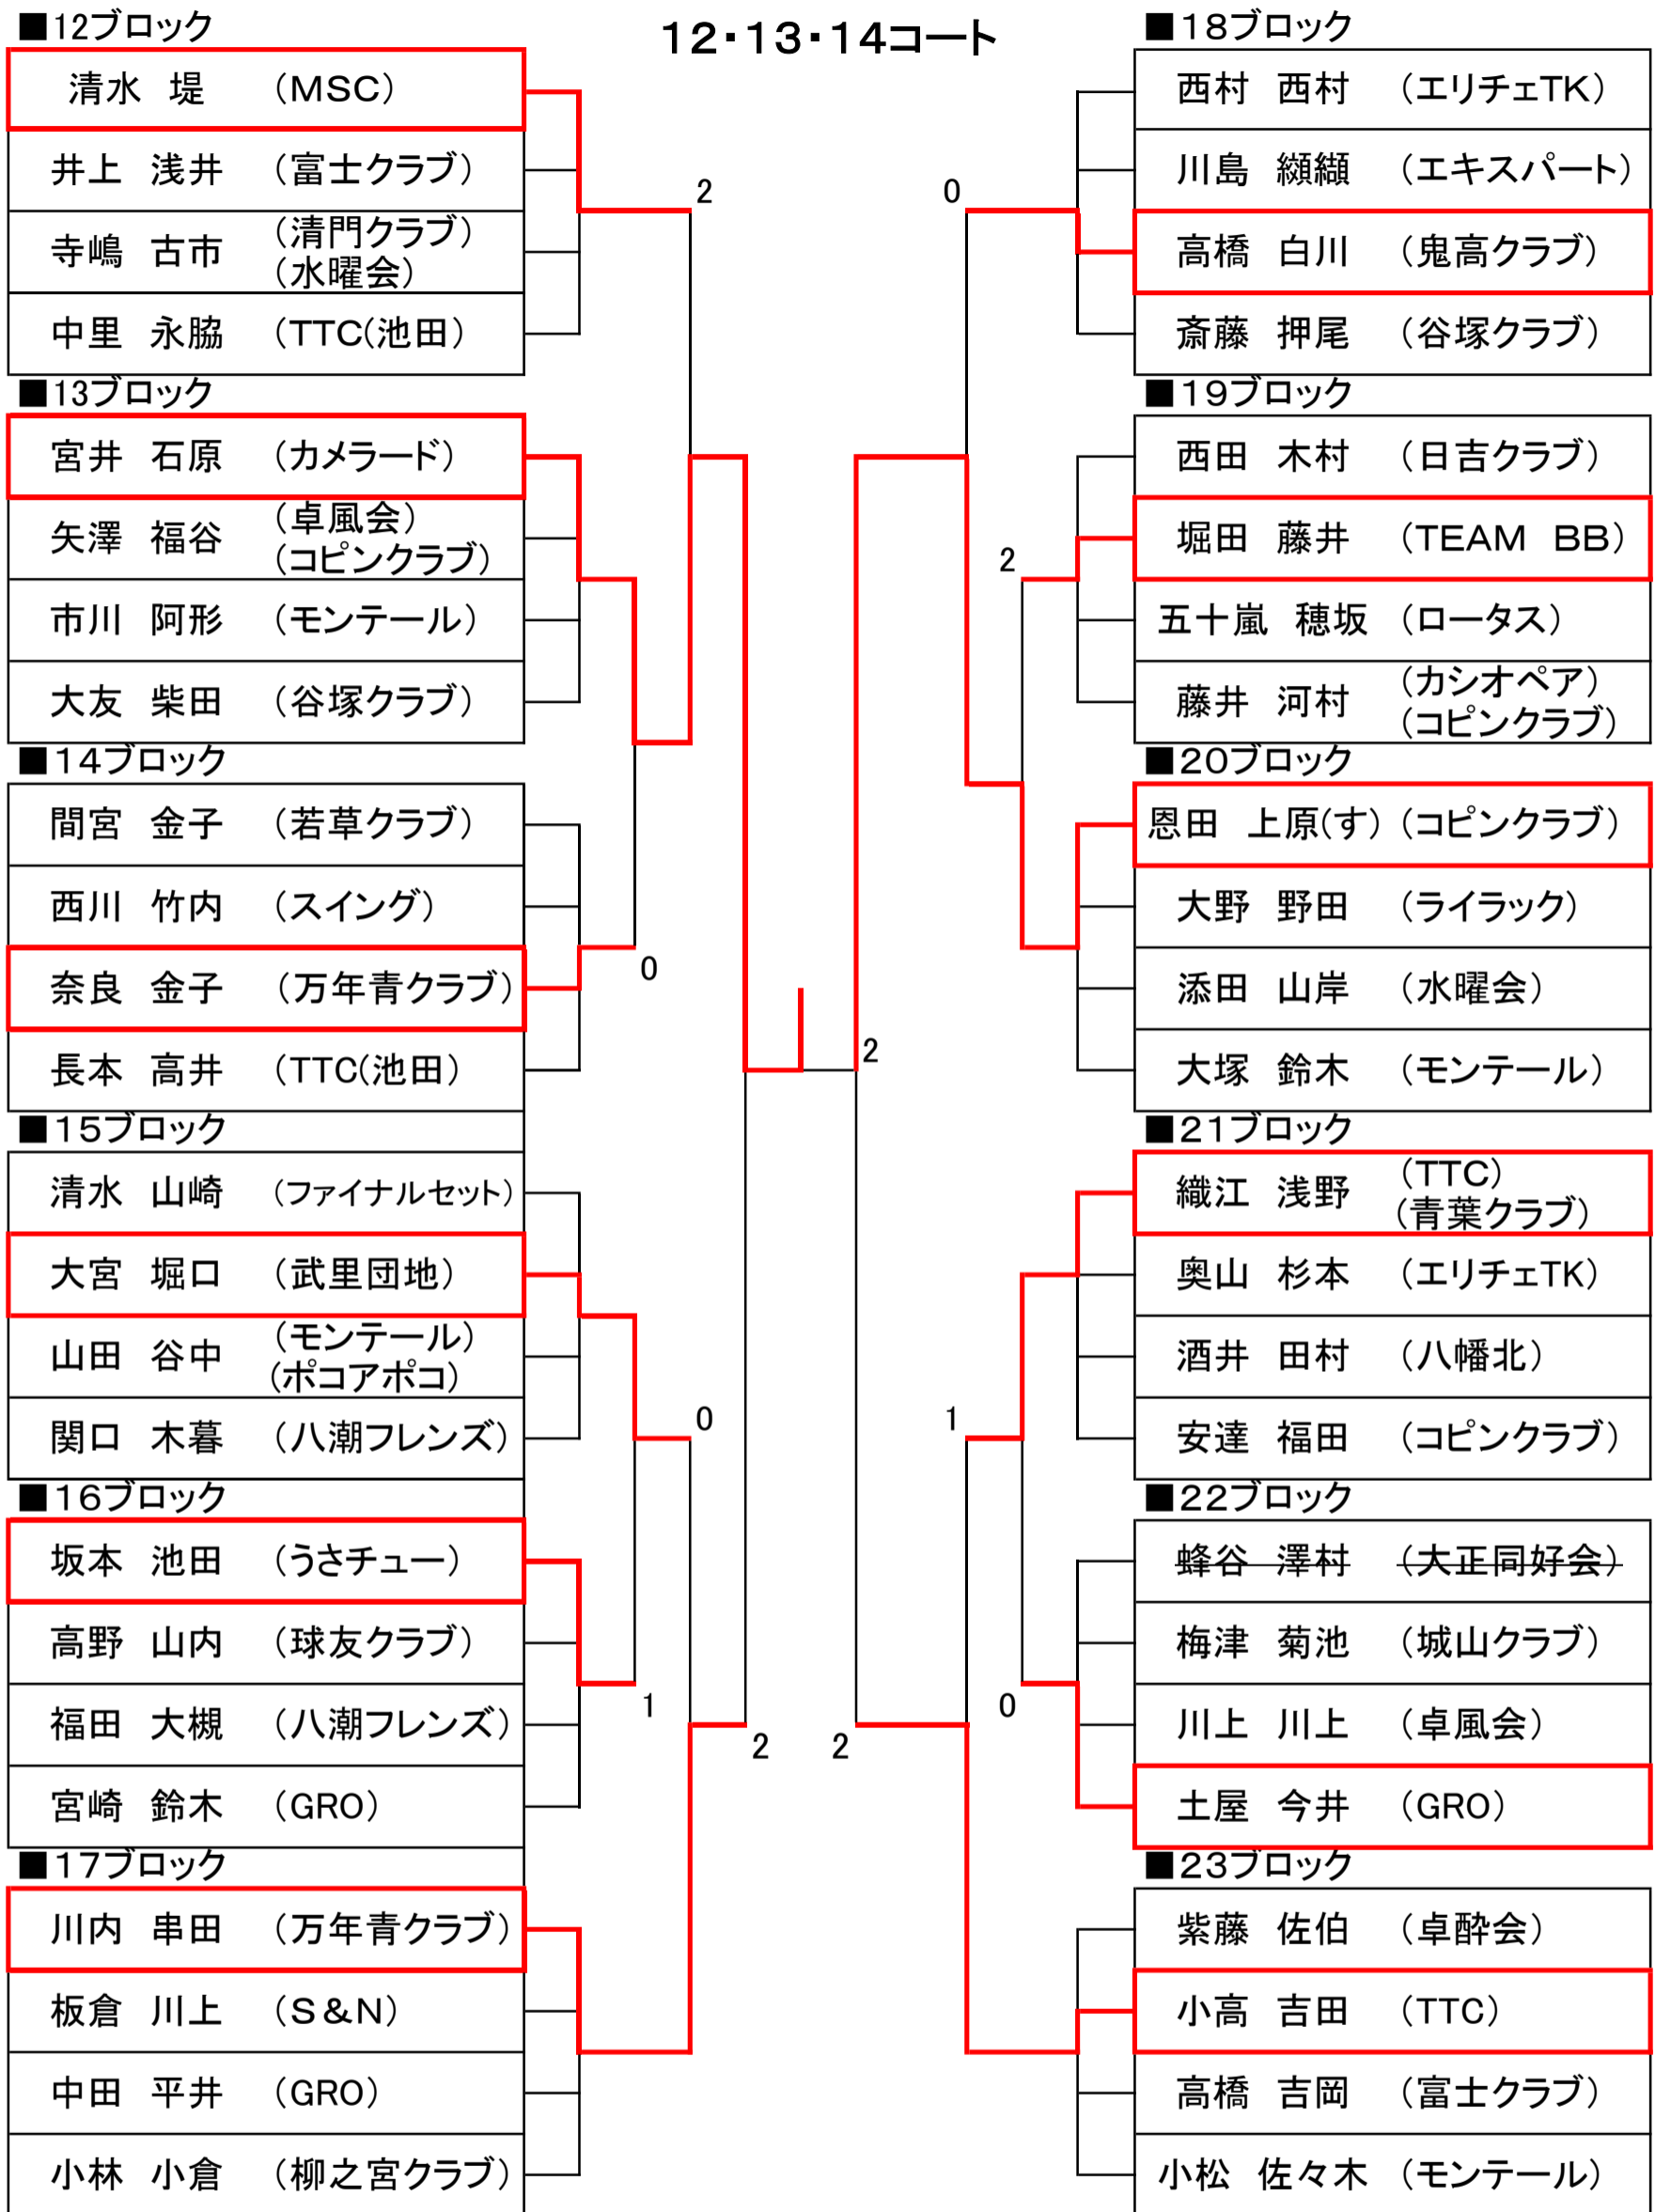 12・13・14コート
■12ブロック
清水 堤 （MSC）
井上 浅井 （富士クラブ）
寺嶋 古市 （清門クラブ）
（水曜会）
中里 永脇 （TTC(池田）
2
■13ブロック
宮井 石原 （カメラード）
矢澤 福谷 （卓風会）
（コピンクラブ）
市川 阿形 （モンテール）
大友 柴田 （谷塚クラブ）
■14ブロック
間宮 金子 （若草クラブ）
西川 竹内 （スイング）
奈良 金子 （万年青クラブ）
長本 高井 （TTC(池田）
0
■15ブロック
清水 山崎 （ファイナルセット）
大宮 堀口 （武里団地）
山田 谷中 （モンテール）
（ポコアポコ）
関口 木暮 （八潮フレンズ）
0
■16ブロック
坂本 池田 （うさチュー）
高野 山内 （球友クラブ）
福田 大槻 （八潮フレンズ）
宮崎 鈴木 （GRO）
1
2
■17ブロック
川内 串田 （万年青クラブ）
板倉 川上 （S＆N）
中田 平井 （GRO）
小林 小倉 （柳之宮クラブ）
■18ブロック
西村 西村 （エリチェTK）
川島 纐纈 （エキスパート）
高橋 白川 （鬼高クラブ）
斎藤 押尾 （谷塚クラブ）
0
■19ブロック
西田 木村 （日吉クラブ）
堀田 藤井 （TEAM BB）
五十嵐 穂坂 （ロータス）
藤井 河村 （カシオペア）
（コピンクラブ）
2
■20ブロック
恩田 上原(す) （コピンクラブ）
大野 野田 （ライラック）
添田 山岸 （水曜会）
大塚 鈴木 （モンテール）
2
■21ブロック
織江 浅野 （TTC）
（青葉クラブ）
奥山 杉本 （エリチェTK）
酒井 田村 （八幡北）
安達 福田 （コピンクラブ）
1
■22ブロック
蜂谷 澤村 （大正同好会）
梅津 菊池 （城山クラブ）
川上 川上 （卓風会）
土屋 今井 （GRO）
0
2
■23ブロック
紫藤 佐伯 （卓酔会）
小高 吉田 （TTC）
高橋 吉岡 （富士クラブ）
小松 佐々木 （モンテール）